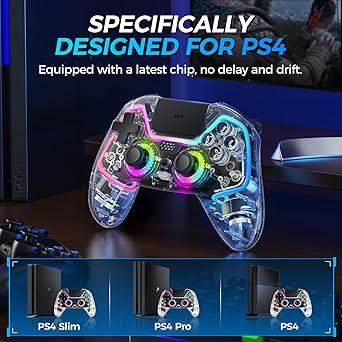 SPECIFICALLY
DESIGNED FOR PS4
Equipped with a latest chip, no delay and drift.
PS4 Slim
PS4 Pro
PS4